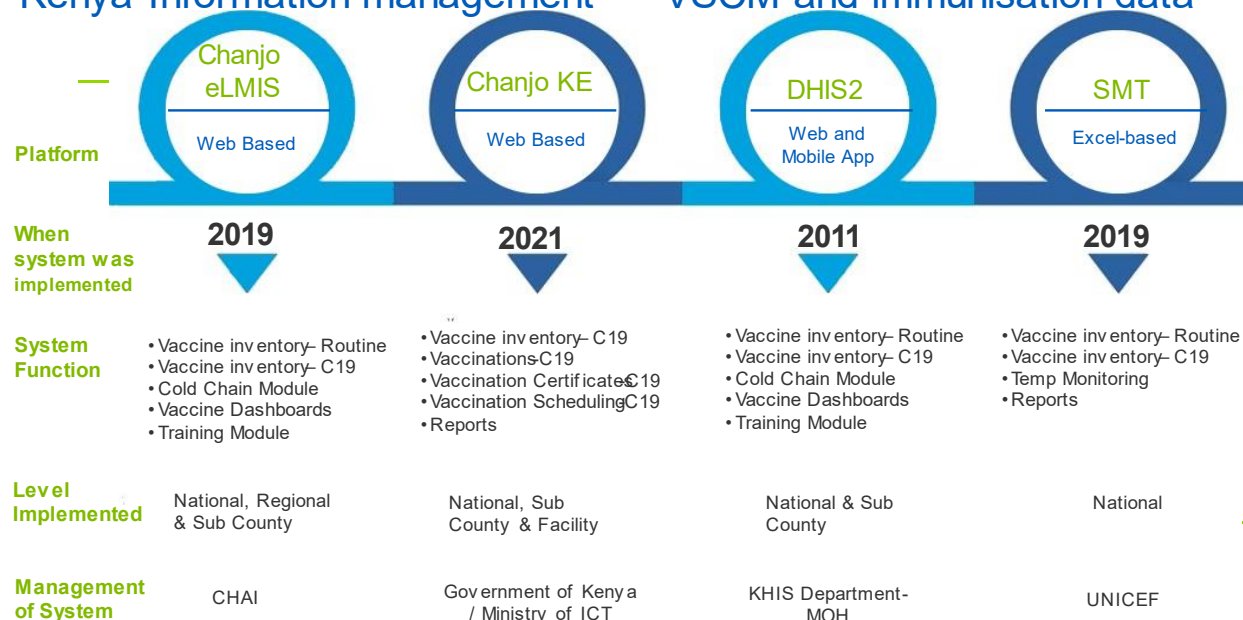 Kenya Information management VSCM and immunisation data
Platform
Chanjo
eLMIS
Web Based
Chanjo KE
Web Based
DHIS2
Web and
Mobile App
SMT
Excel-based
When
system was
implemented
2019
2021
2011
2019
System
Function
• Vaccine inventory– Routine
• Vaccine inventory– C19
• Cold Chain Module
• Vaccine Dashboards
• Training Module
• Vaccine inventory– C19
• Vaccinations-C19
• Vaccination Certificates-C19
• Vaccination Scheduling-C19
• Reports
• Vaccine inventory– Routine
• Vaccine inventory– C19
• Cold Chain Module
• Vaccine Dashboards
• Training Module
• Vaccine inventory– Routine
• Vaccine inventory– C19
• Temp Monitoring
• Reports
Level
Implemented
National, Regional
& Sub County
National, Sub
County & Facility
National & Sub
County
National
Management
of System
CHAI
Government of Kenya
/ Ministry of ICT
KHIS Department-
MOH
UNICEF